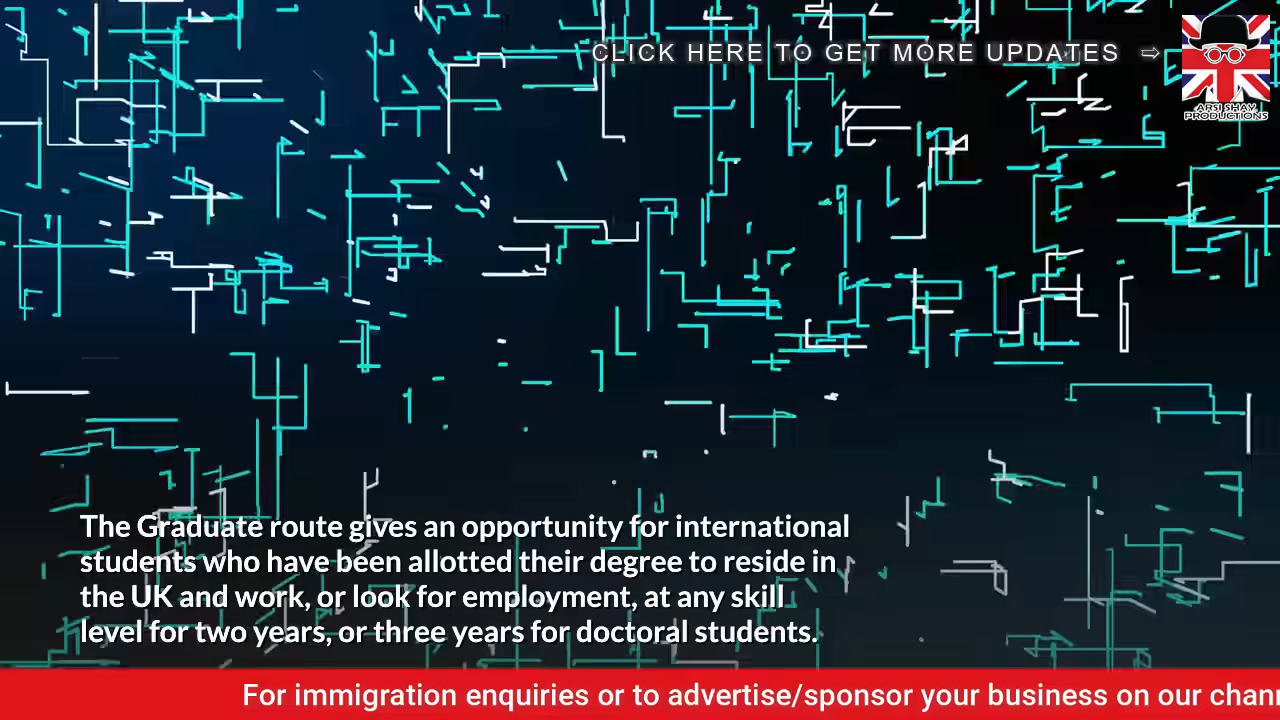 CLICK HERE TO GET MORE UPDATES ⇨
ARSI SHAY
PRODUCTIONS
The Graduate route gives an opportunity for international
students who have been allotted their degree to reside in
the UK and work, or look for employment, at any skill
level for two years, or three years for doctoral students.
For immigration enquiries or to advertise/sponsor your business on our chan